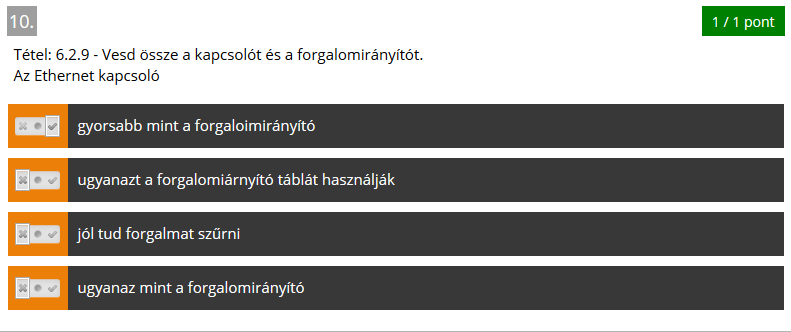 10.
1 / 1 pont
Tétel: 6.2.9 - Vesd össze a kapcsolót és a forgalomirányítót.
Az Ethernet kapcsoló
gyorsabb mint a forgaloimirányító
ugyanazt a forgalomiárnyító táblát használják
jól tud forgalmat szűrni
ugyanaz mint a forgalomirányító